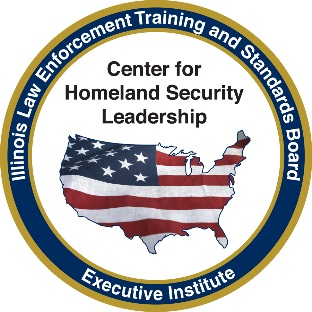 Illinois Law Enforcement Training and Standards Board
Center for
Homeland Security
Leadership
Executive Institute